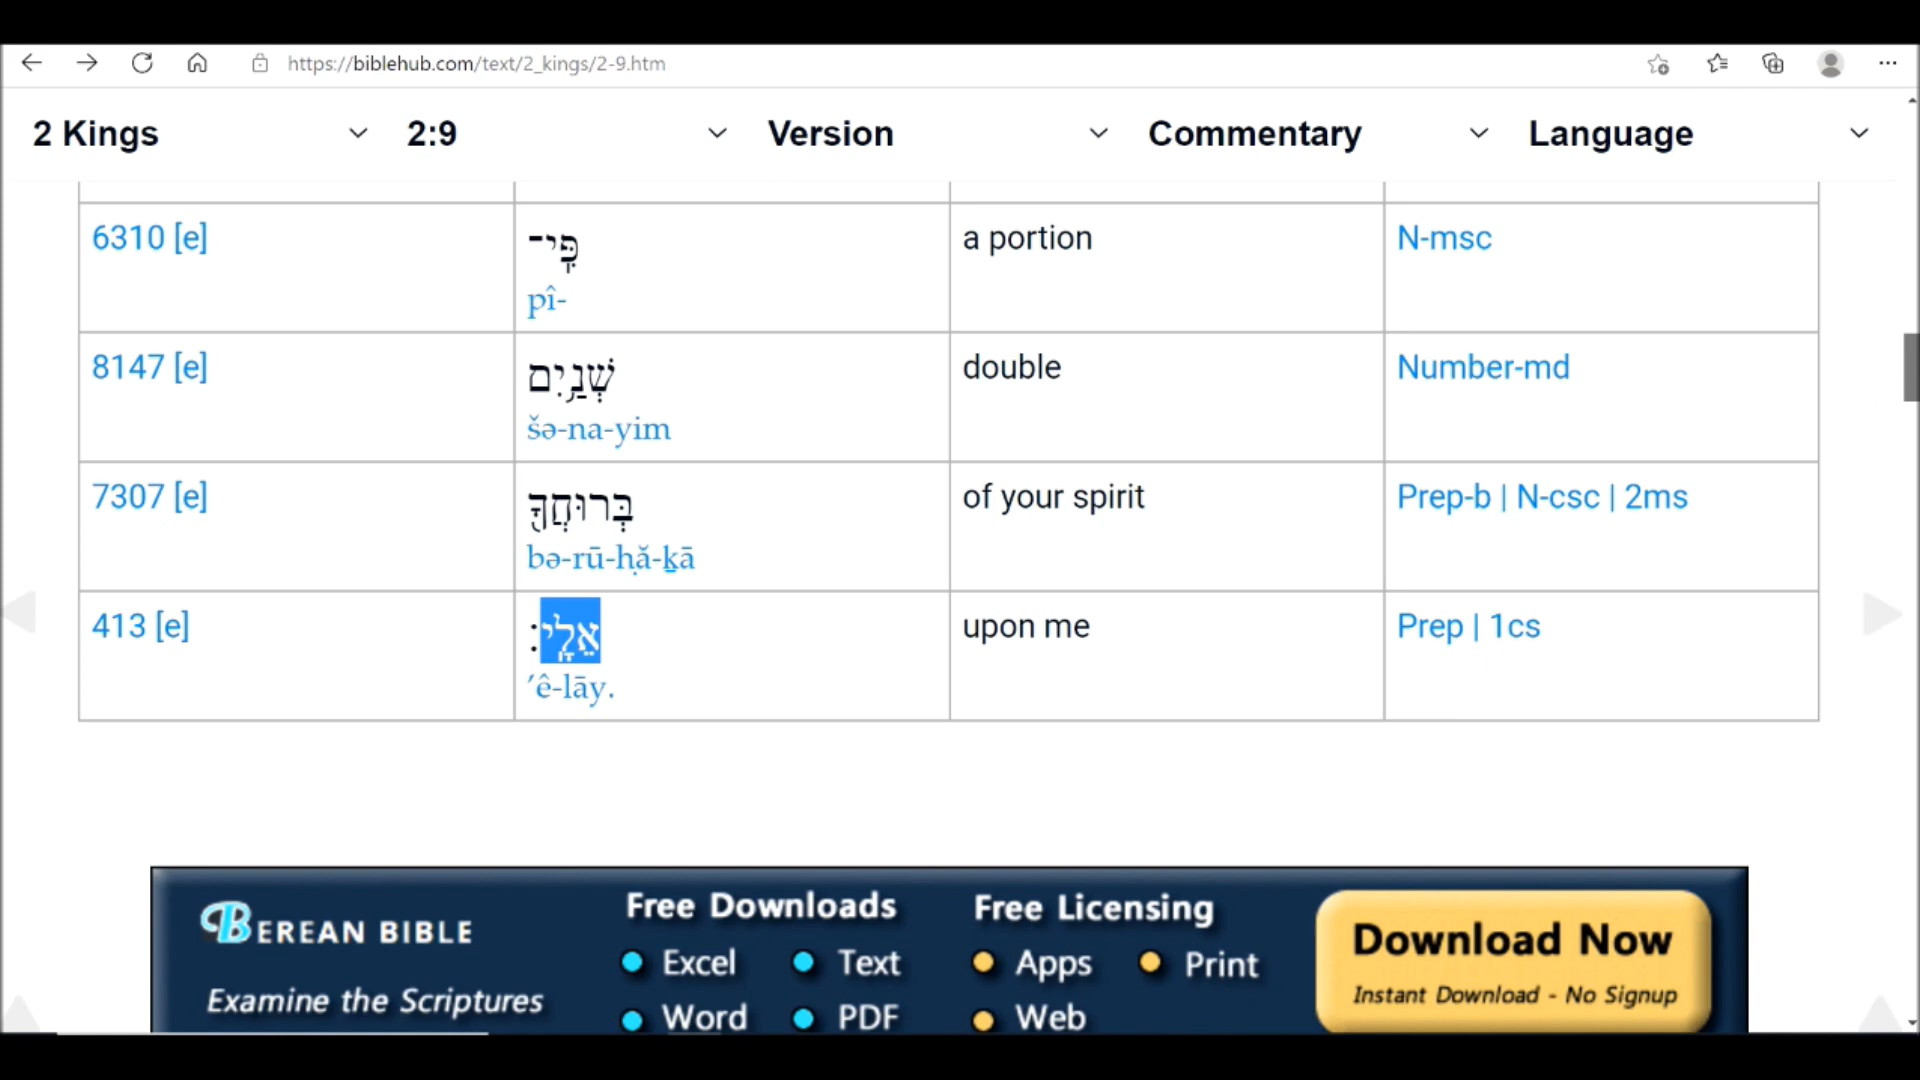 https://biblehub.com/text/2_kings/2-9.htm
2 Kings 2:9 Version Commentary Language
6310 [e] פִּֽי־ a portion N-msc
pî-
8147 [e] שְׁנַ֥יִם double Number-md
šə-na-yim
7307 [e] בְּרוּחֲךָ֖ of your spirit Prep-b | N-csc | 2ms
bə-rū-ḥă-ḵā
413 [e] אֵלָֽי׃ upon me Prep | 1cs
’ê-lāy.
BEREAN BIBLE
Examine the Scriptures
Free Downloads
Excel Text
Word PDF
Free Licensing
Apps Print
Web
Download Now
Instant Download - No Signup